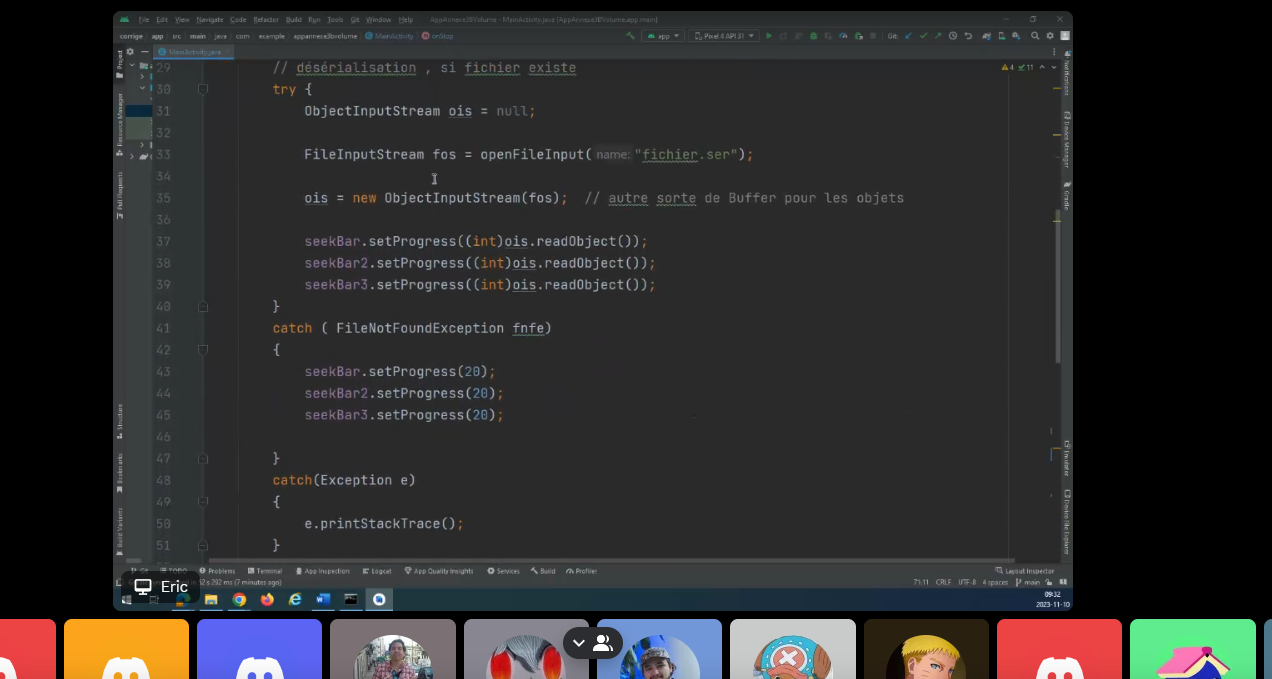 File Edit View Navigate Code Refactor Build Run Tools Git Window Help AppAnnexe3BVolume - MainActivity.java [AppAnnexe3BVolume.app.main]
corrige app src main java com example appannexe3bvolume MainActivity onStop app Pixel 4 API 31 Git:
Project MainActivity.java
29 // désérialisation , si fichier existe 4 11
30 try {
31 ObjectInputStream ois = null;
32
33 FileInputStream fos = openFileInput( name: "fichier.ser");
34
35 ois = new ObjectInputStream(fos); // autre sorte de Buffer pour les objets
36
37 seekBar.setProgress((int)ois.readObject());
38 seekBar2.setProgress((int)ois.readObject());
39 seekBar3.setProgress((int)ois.readObject());
40 }
41 catch ( FileNotFoundException fnfe)
42 {
43 seekBar.setProgress(20);
44 seekBar2.setProgress(20);
45 seekBar3.setProgress(20);
46
47 }
48 catch(Exception e)
49 {
50 e.printStackTrace();
51 }
Resource Manager
Pull Requests
Structure
Bookmarks
Build Variants
Notifications
Device Manager
Gradle
Emulator
Device File Explorer
Git TODO Problems Terminal App Inspection Logcat App Quality Insights Services Build Profiler Layout Inspector
s 292 ms (7 minutes ago) 71:11 CRLF UTF-8 4 spaces main
Eric
09:32
2023-11-10